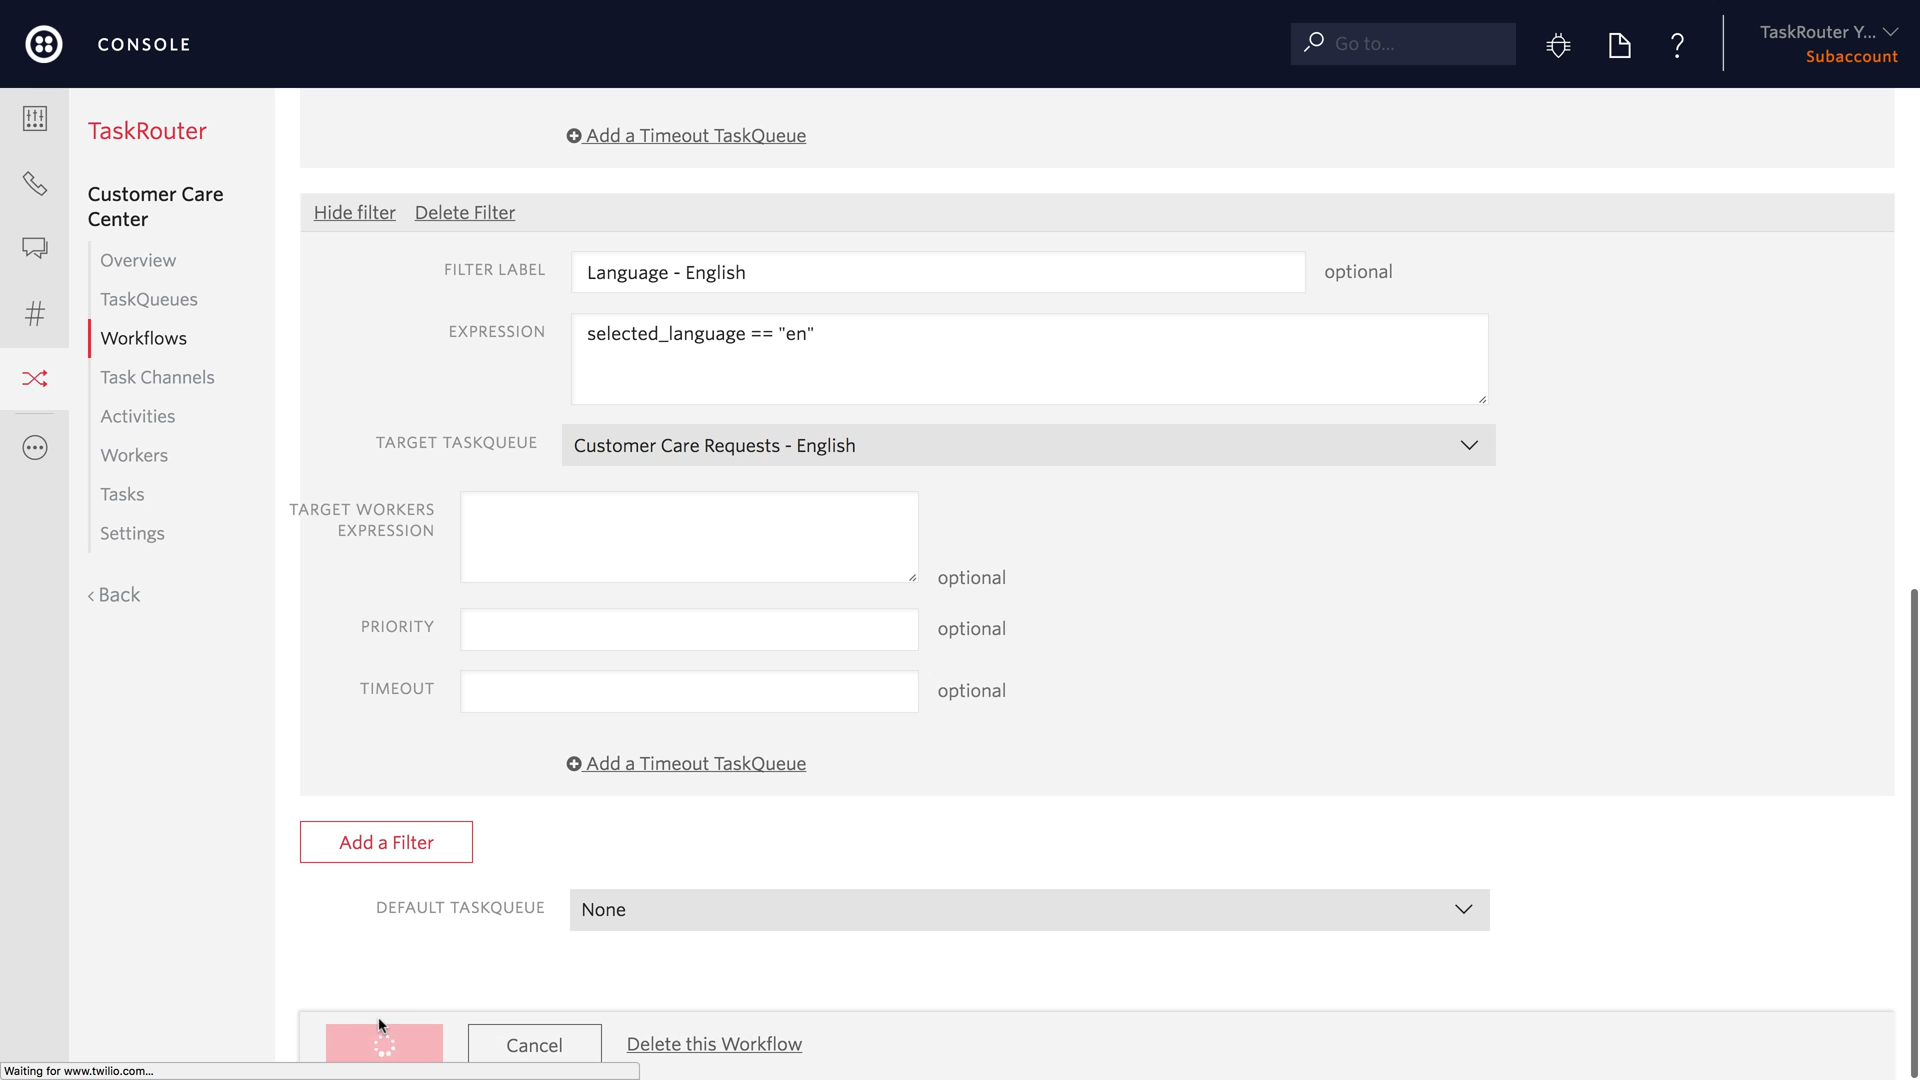 CONSOLE
Go to...
?
TaskRouter Y...
Subaccount
TaskRouter
Customer Care
Center
Overview
TaskQueues
Workflows
Task Channels
Activities
Workers
Tasks
Settings
‹ Back
Add a Timeout TaskQueue
Hide filter Delete Filter
FILTER LABEL Language - English optional
EXPRESSION selected_language == "en"
TARGET TASKQUEUE Customer Care Requests - English
TARGET WORKERS
EXPRESSION
optional
PRIORITY optional
TIMEOUT optional
Add a Timeout TaskQueue
Add a Filter
DEFAULT TASKQUEUE None
Cancel Delete this Workflow
Waiting for www.twilio.com...